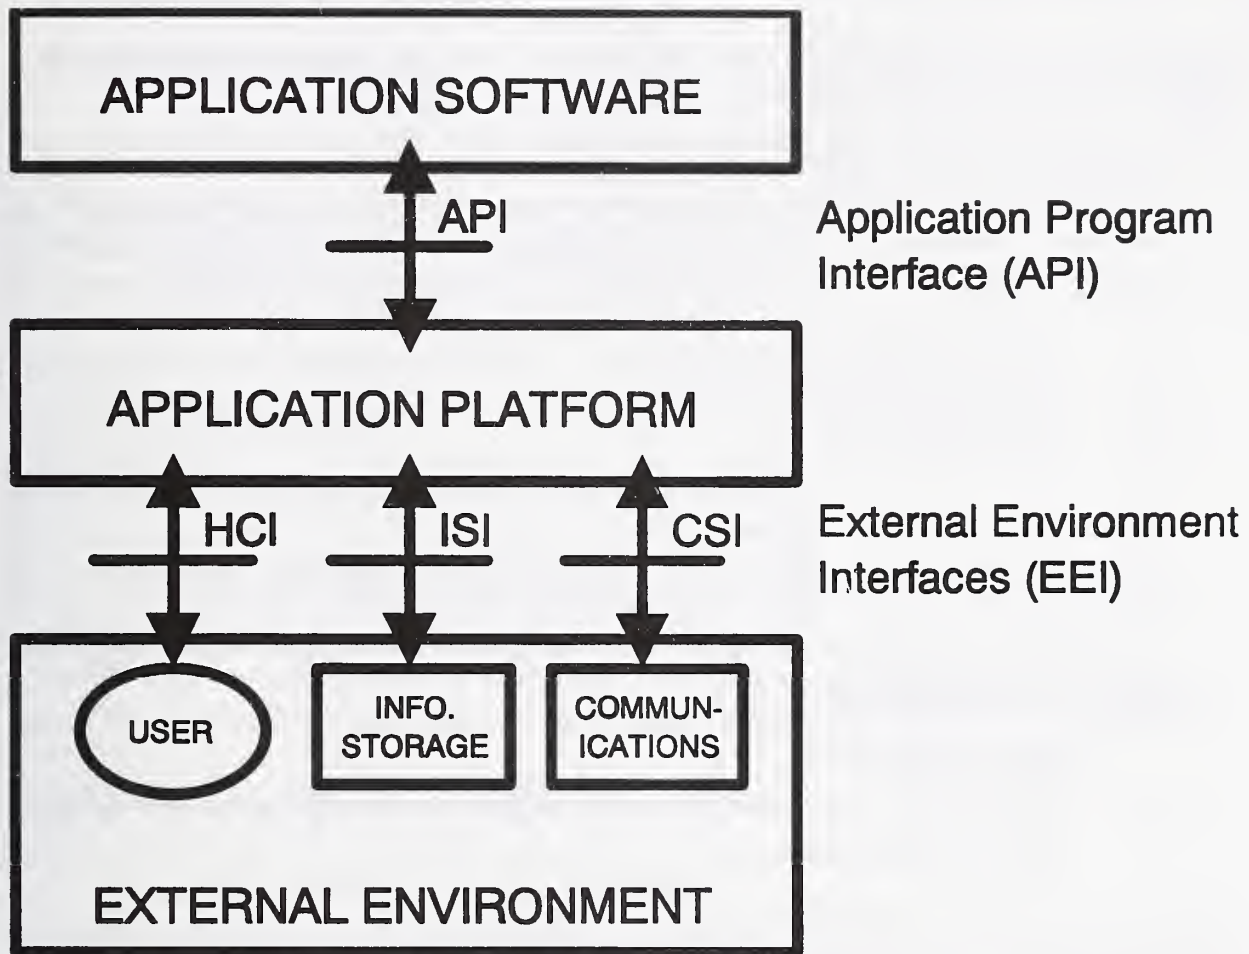 APPLICATION SOFTWARE
API
Application Program
Interface (API)
APPLICATION PLATFORM
HCI
ISI
CSI
External Environment
Interfaces (EEI)
USER
INFO.
STORAGE
COMMUN-
ICATIONS
EXTERNAL ENVIRONMENT